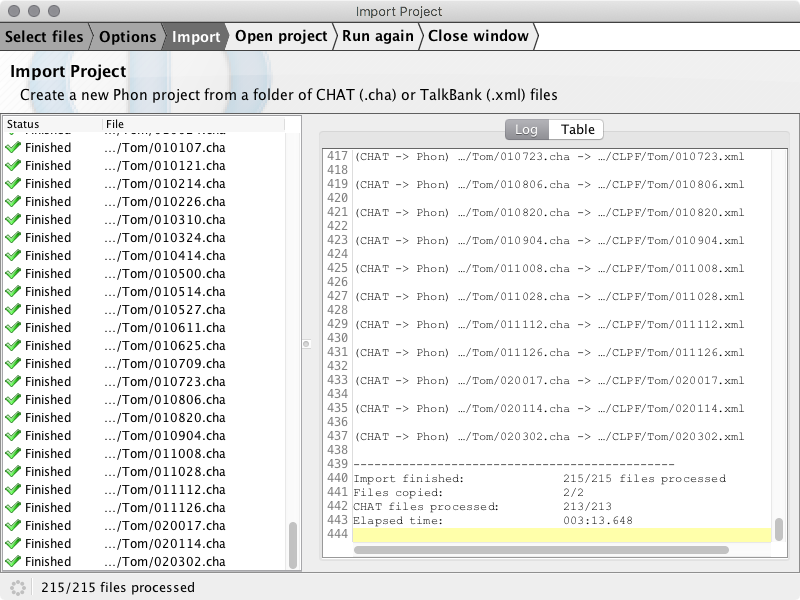 Import Project
Select files Options Import Open project Run again Close window
Import Project
Create a new Phon project from a folder of CHAT (.cha) or TalkBank (.xml) files
Status File
Finished .../Tom/010107.cha
Finished .../Tom/010121.cha
Finished .../Tom/010214.cha
Finished .../Tom/010226.cha
Finished .../Tom/010310.cha
Finished .../Tom/010324.cha
Finished .../Tom/010414.cha
Finished .../Tom/010500.cha
Finished .../Tom/010514.cha
Finished .../Tom/010527.cha
Finished .../Tom/010611.cha
Finished .../Tom/010625.cha
Finished .../Tom/010709.cha
Finished .../Tom/010723.cha
Finished .../Tom/010806.cha
Finished .../Tom/010820.cha
Finished .../Tom/010904.cha
Finished .../Tom/011008.cha
Finished .../Tom/011028.cha
Finished .../Tom/011112.cha
Finished .../Tom/011126.cha
Finished .../Tom/020017.cha
Finished .../Tom/020114.cha
Finished .../Tom/020302.cha
Log Table
417 (CHAT -> Phon) …/Tom/010723.cha -> …/CLPF/Tom/010723.xml
418
419 (CHAT -> Phon) …/Tom/010806.cha -> …/CLPF/Tom/010806.xml
420
421 (CHAT -> Phon) …/Tom/010820.cha -> …/CLPF/Tom/010820.xml
422
423 (CHAT -> Phon) …/Tom/010904.cha -> …/CLPF/Tom/010904.xml
424
425 (CHAT -> Phon) …/Tom/011008.cha -> …/CLPF/Tom/011008.xml
426
427 (CHAT -> Phon) …/Tom/011028.cha -> …/CLPF/Tom/011028.xml
428
429 (CHAT -> Phon) …/Tom/011112.cha -> …/CLPF/Tom/011112.xml
430
431 (CHAT -> Phon) …/Tom/011126.cha -> …/CLPF/Tom/011126.xml
432
433 (CHAT -> Phon) …/Tom/020017.cha -> …/CLPF/Tom/020017.xml
434
435 (CHAT -> Phon) …/Tom/020114.cha -> …/CLPF/Tom/020114.xml
436
437 (CHAT -> Phon) …/Tom/020302.cha -> …/CLPF/Tom/020302.xml
438
439 ----------------------------------------------
440 Import finished: 215/215 files processed
441 Files copied: 2/2
442 CHAT files processed: 213/213
443 Elapsed time: 003:13.648
444
215/215 files processed